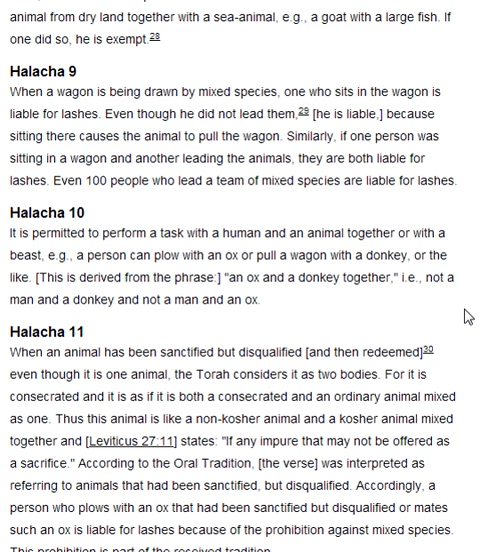 animal from dry land together with a sea-animal, e.g., a goat with a large fish. If
one did so, he is exempt.28
Halacha 9
When a wagon is being drawn by mixed species, one who sits in the wagon is
liable for lashes. Even though he did not lead them,29 [he is liable,] because
sitting there causes the animal to pull the wagon. Similarly, if one person was
sitting in a wagon and another leading the animals, they are both liable for
lashes. Even 100 people who lead a team of mixed species are liable for lashes.
Halacha 10
It is permitted to perform a task with a human and an animal together or with a
beast, e.g., a person can plow with an ox or pull a wagon with a donkey, or the
like. [This is derived from the phrase:] "an ox and a donkey together," i.e., not a
man and a donkey and not a man and an ox.
Halacha 11
When an animal has been sanctified but disqualified [and then redeemed]30
even though it is one animal, the Torah considers it as two bodies. For it is
consecrated and it is as if it is both a consecrated and an ordinary animal mixed
as one. Thus this animal is like a non-kosher animal and a kosher animal mixed
together and [Leviticus 27:11] states: "If any impure that may not be offered as
a sacrifice." According to the Oral Tradition, [the verse] was interpreted as
referring to animals that had been sanctified, but disqualified. Accordingly, a
person who plows with an ox that had been sanctified but disqualified or mates
such an ox is liable for lashes because of the prohibition against mixed species.
This prohibition is part of the received tradition